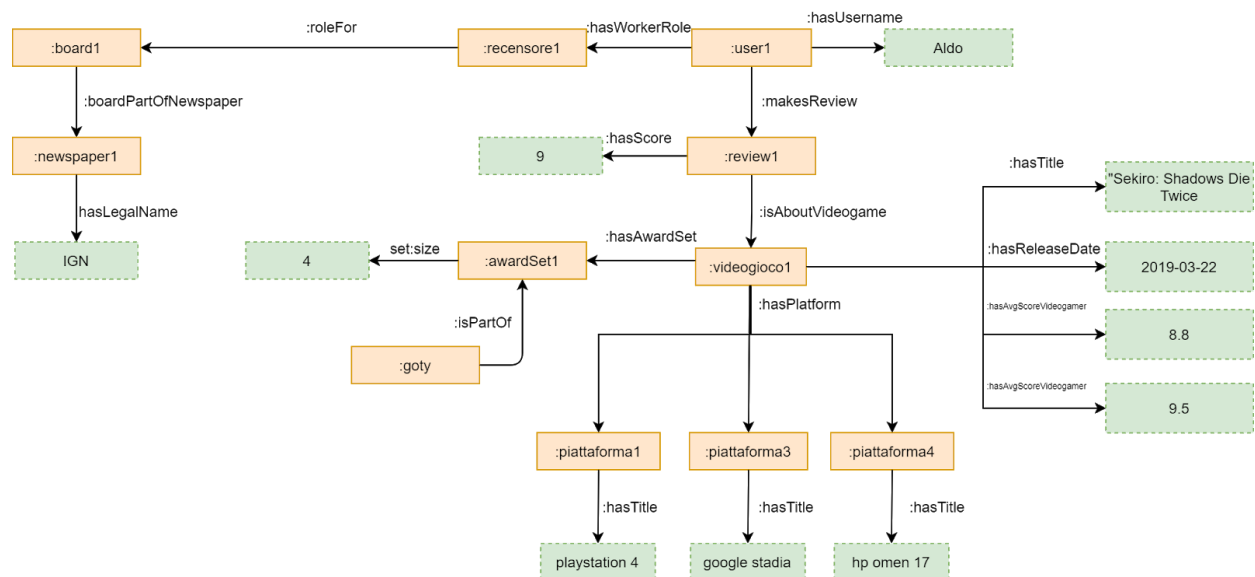 :hasUsername
:roleFor
:hasWorkerRole
:board1
:recensore1
:user1
Aldo
:boardPartOfNewspaper
:makesReview
:hasScore
:newspaper1
9
:review1
:hasTitle
"Sekiro: Shadows Die
Twice
hasLegalName
:isAboutVideogame
:hasAwardSet
set:size
:hasReleaseDate
IGN
4
:awardSet1
:videogioco1
2019-03-22
:hasPlatform
:hasAvgScoreVideogamer
:isPartOf
8.8
:goty
:hasAvgScoreVideogamer
9.5
:piattaforma1
:piattaforma3
:piattaforma4
:hasTitle
:hasTitle
:hasTitle
playstation 4
google stadia
hp omen 17